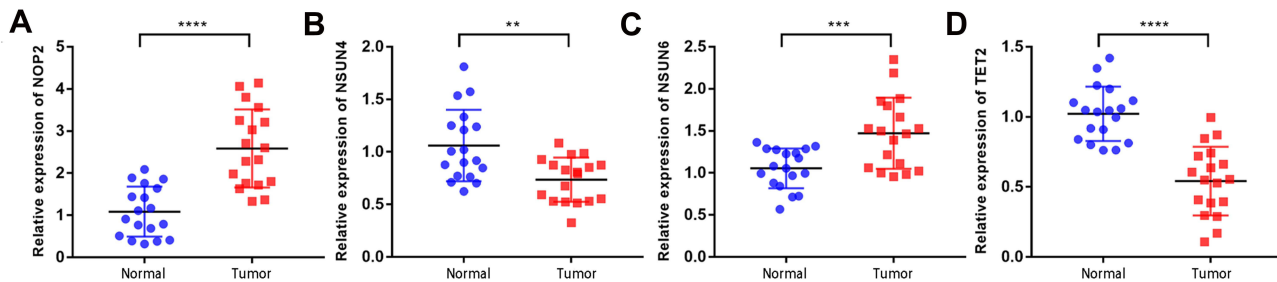 A
****
Relative expression of NOP2
5
4
3
2
1
0
Normal Tumor
B
**
Relative expression of NSUN4
2.0
1.5
1.0
0.5
0.0
Normal Tumor
C
***
Relative expression of NSUN6
2.5
2.0
1.5
1.0
0.5
0.0
Normal Tumor
D
****
Relative expression of TET2
1.5
1.0
0.5
0.0
Normal Tumor